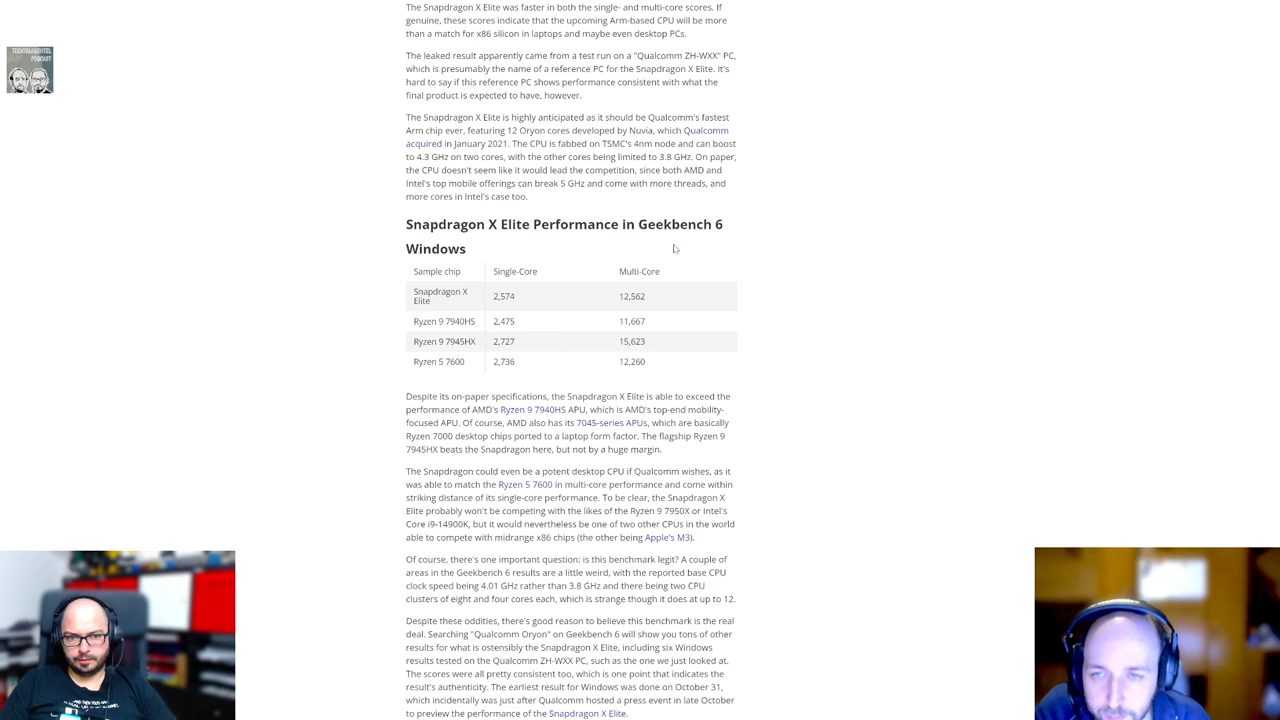 The Snapdragon X Elite was faster in both the single- and multi-core scores. If
genuine, these scores indicate that the upcoming Arm-based CPU will be more
than a match for x86 silicon in laptops and maybe even desktop PCs.
TECHTELMECHTEL
PODCAST
The leaked result apparently came from a test run on a "Qualcomm ZH-WXX" PC,
which is presumably the name of a reference PC for the Snapdragon X Elite. It's
hard to say if this reference PC shows performance consistent with what the
final product is expected to have, however.
The Snapdragon X Elite is highly anticipated as it should be Qualcomm's fastest
Arm chip ever, featuring 12 Oryon cores developed by Nuvia, which Qualcomm
acquired in January 2021. The CPU is fabbed on TSMC's 4nm node and can boost
to 4.3 GHz on two cores, with the other cores being limited to 3.8 GHz. On paper,
the CPU doesn't seem like it would lead the competition, since both AMD and
Intel's top mobile offerings can break 5 GHz and come with more threads, and
more cores in Intel's case too.
Snapdragon X Elite Performance in Geekbench 6
Windows
Sample chip Single-Core Multi-Core
Snapdragon X
Elite 2,574 12,562
Ryzen 9 7940HS 2,475 11,667
Ryzen 9 7945HX 2,727 15,623
Ryzen 5 7600 2,736 12,260
Despite its on-paper specifications, the Snapdragon X Elite is able to exceed the
performance of AMD's Ryzen 9 7940HS APU, which is AMD's top-end mobility-
focused APU. Of course, AMD also has its 7045-series APUs, which are basically
Ryzen 7000 desktop chips ported to a laptop form factor. The flagship Ryzen 9
7945HX beats the Snapdragon here, but not by a huge margin.
The Snapdragon could even be a potent desktop CPU if Qualcomm wishes, as it
was able to match the Ryzen 5 7600 in multi-core performance and come within
striking distance of its single-core performance. To be clear, the Snapdragon X
Elite probably won't be competing with the likes of the Ryzen 9 7950X or Intel's
Core i9-14900K, but it would nevertheless be one of two other CPUs in the world
able to compete with midrange x86 chips (the other being Apple's M3).
Of course, there's one important question: is this benchmark legit? A couple of
areas in the Geekbench 6 results are a little weird, with the reported base CPU
clock speed being 4.01 GHz rather than 3.8 GHz and there being two CPU
clusters of eight and four cores each, which is strange though it does at up to 12.
Despite these oddities, there's good reason to believe this benchmark is the real
deal. Searching "Qualcomm Oryon" on Geekbench 6 will show you tons of other
results for what is ostensibly the Snapdragon X Elite, including six Windows
results tested on the Qualcomm ZH-WXX PC, such as the one we just looked at.
The scores were all pretty consistent too, which is one point that indicates the
result's authenticity. The earliest result for Windows was done on October 31,
which incidentally was just after Qualcomm hosted a press event in late October
to preview the performance of the Snapdragon X Elite.